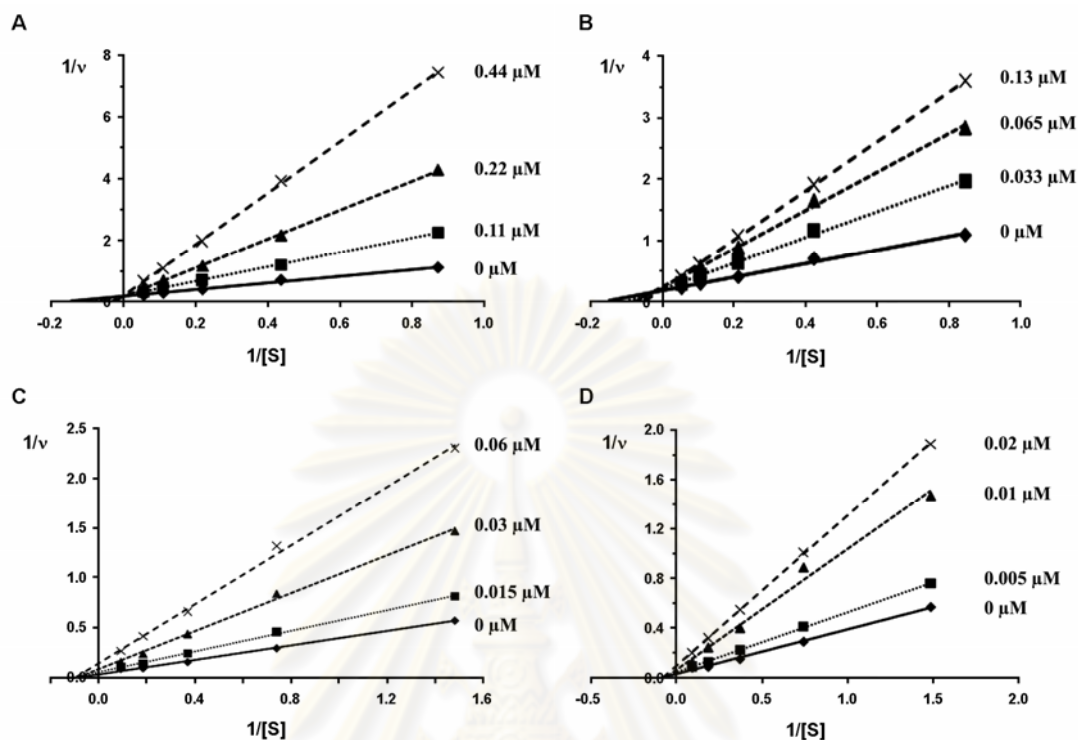 A
1/v
8
6
4
2
0
-0.2 0.0 0.2 0.4 0.6 0.8 1.0
1/[S]
0.44 µM
0.22 µM
0.11 µM
0 µM
B
1/v
4
3
2
1
0
-0.2 0.0 0.2 0.4 0.6 0.8 1.0
1/[S]
0.13 µM
0.065 µM
0.033 µM
0 µM
C
1/v
2.5
2.0
1.5
1.0
0.5
0.0
0.0 0.4 0.8 1.2 1.6
1/[S]
0.06 µM
0.03 µM
0.015 µM
0 µM
D
1/v
2.0
1.6
1.2
0.8
0.4
0.0
-0.5 0.0 0.5 1.0 1.5 2.0
1/[S]
0.02 µM
0.01 µM
0.005 µM
0 µM